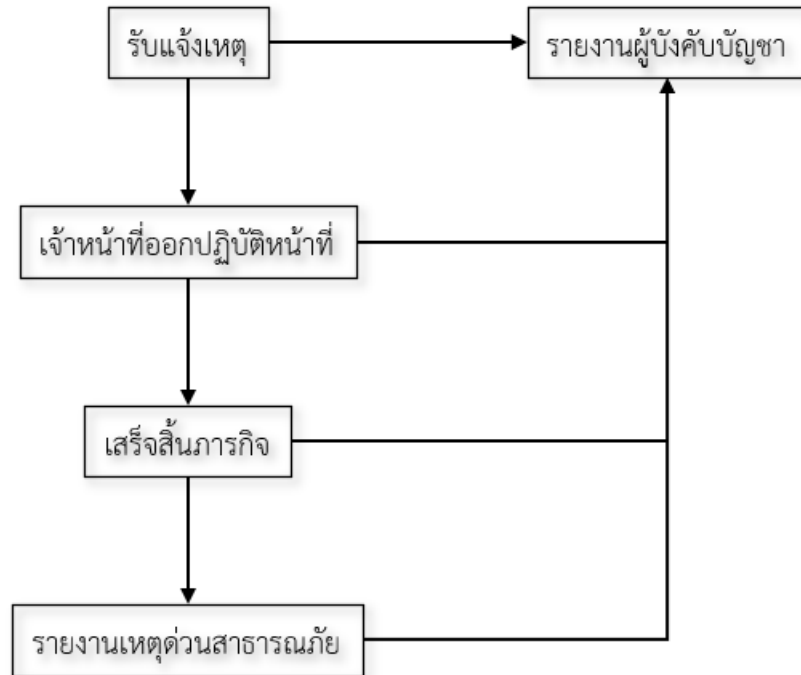 รับแจ้งเหตุ
รายงานผู้บังคับบัญชา
เจ้าหน้าที่ออกปฏิบัติหน้าที่
เสร็จสิ้นภารกิจ
รายงานเหตุด่วนสาธารณภัย